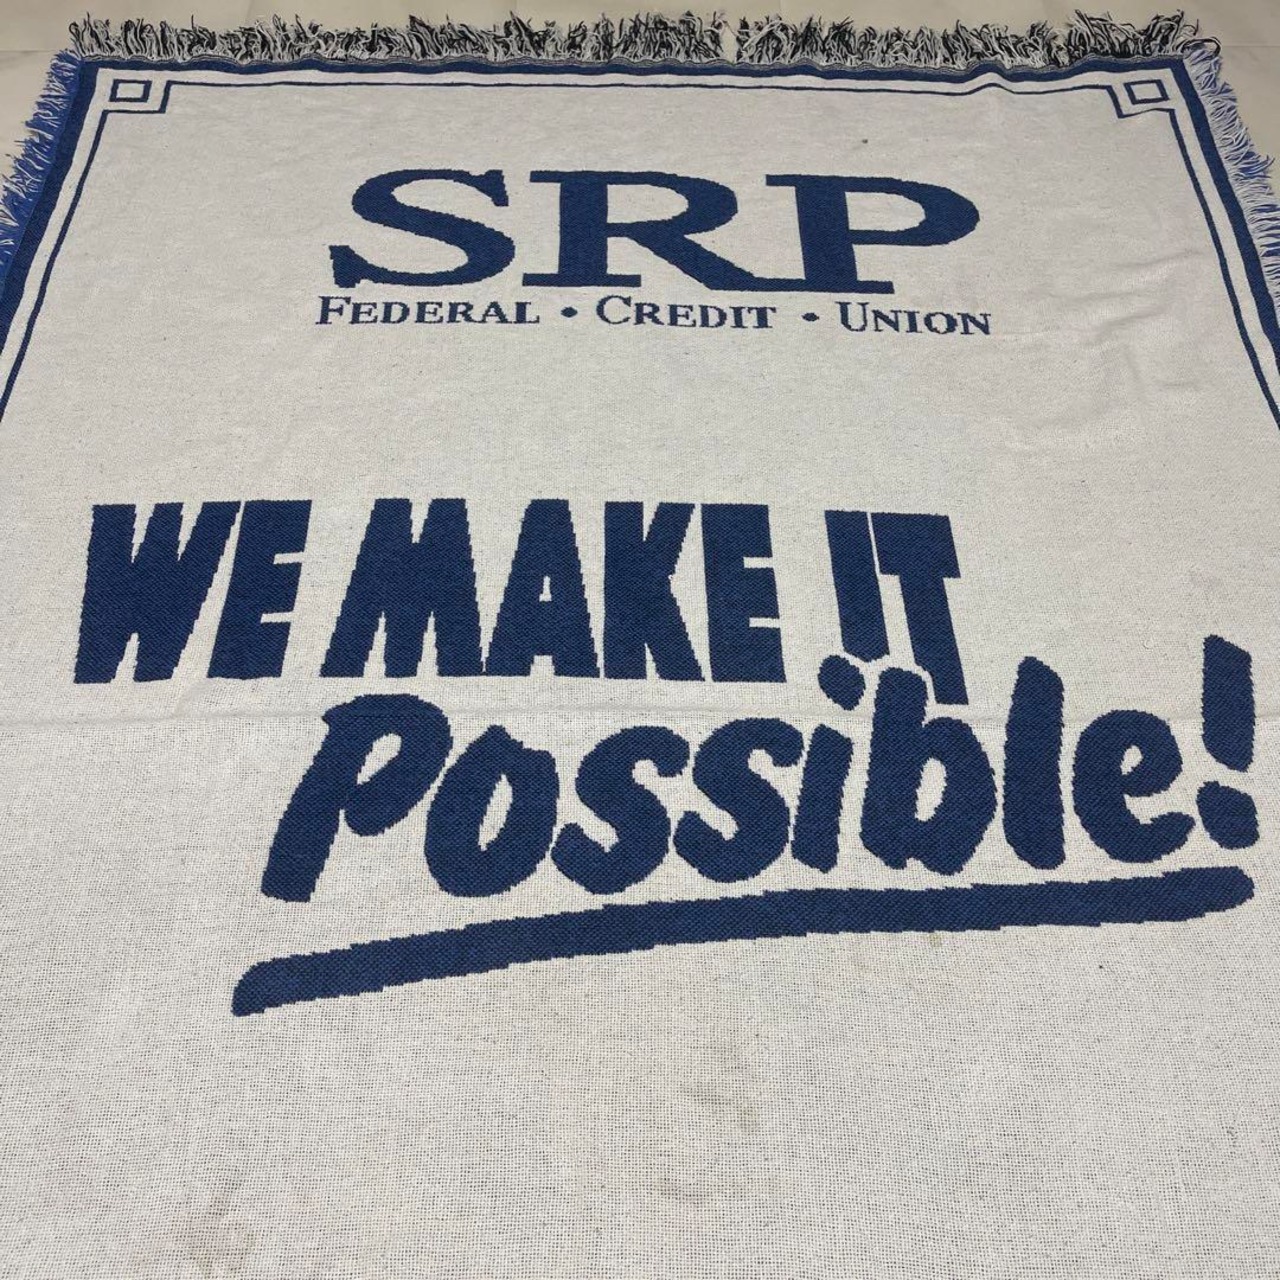 SRP
FEDERAL • CREDIT • UNION
WE MAKE IT
Possible!